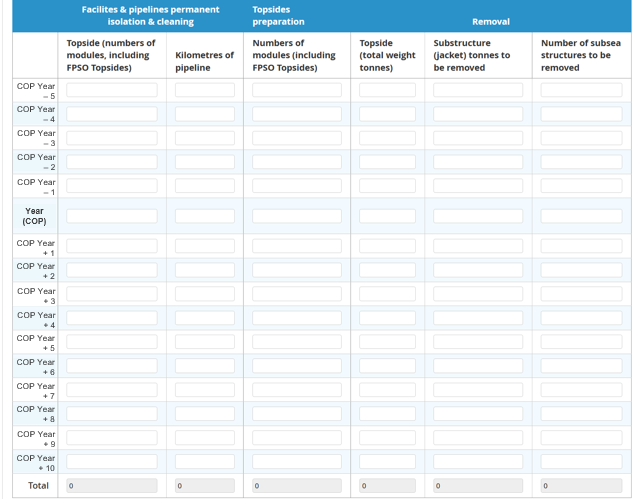 Facilites & pipelines permanent
isolation & cleaning
Topsides
preparation
Removal
Topside (numbers of
modules, including
FPSO Topsides)
Kilometres of
pipeline
Numbers of
modules (including
FPSO Topsides)
Topside
(total weight
tonnes)
Substructure
(jacket) tonnes to
be removed
Number of subsea
structures to be
removed
COP Year
– 5
COP Year
– 4
COP Year
– 3
COP Year
– 2
COP Year
– 1
Year
(COP)
COP Year
+ 1
COP Year
+ 2
COP Year
+ 3
COP Year
+ 4
COP Year
+ 5
COP Year
+ 6
COP Year
+ 7
COP Year
+ 8
COP Year
+ 9
COP Year
+ 10
Total 0 0 0 0 0 0